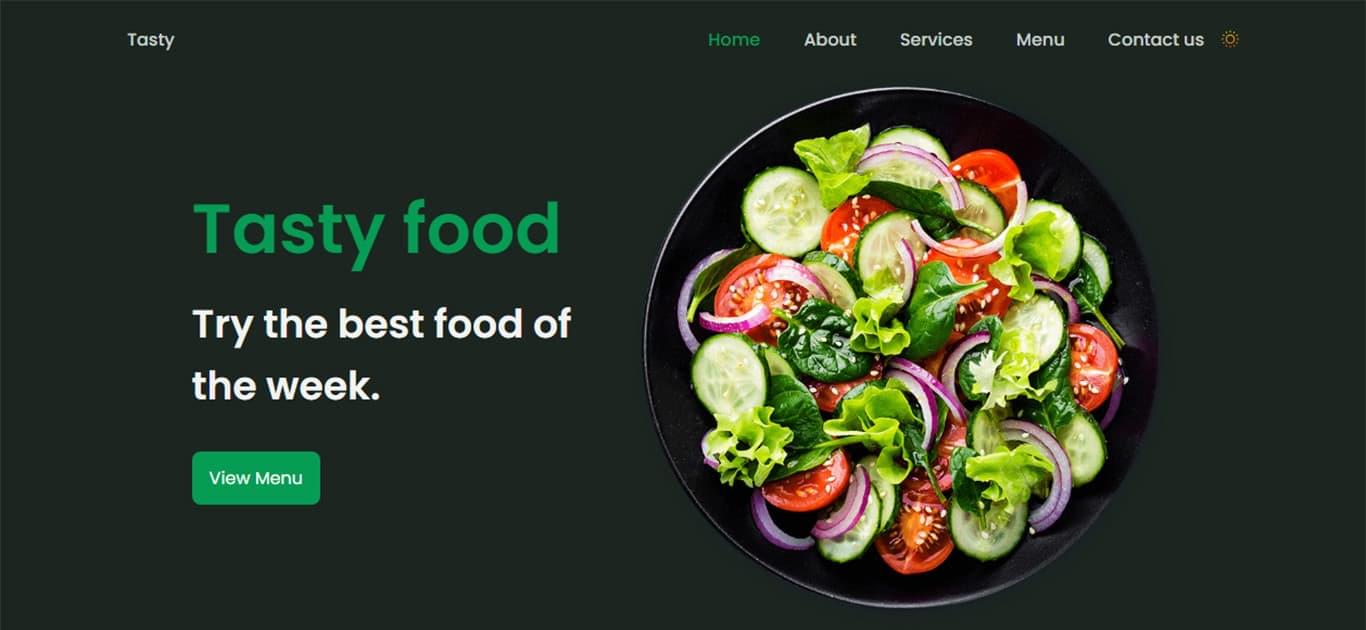 Tasty
Home About Services Menu Contact us
Tasty food
Try the best food of
the week.
View Menu